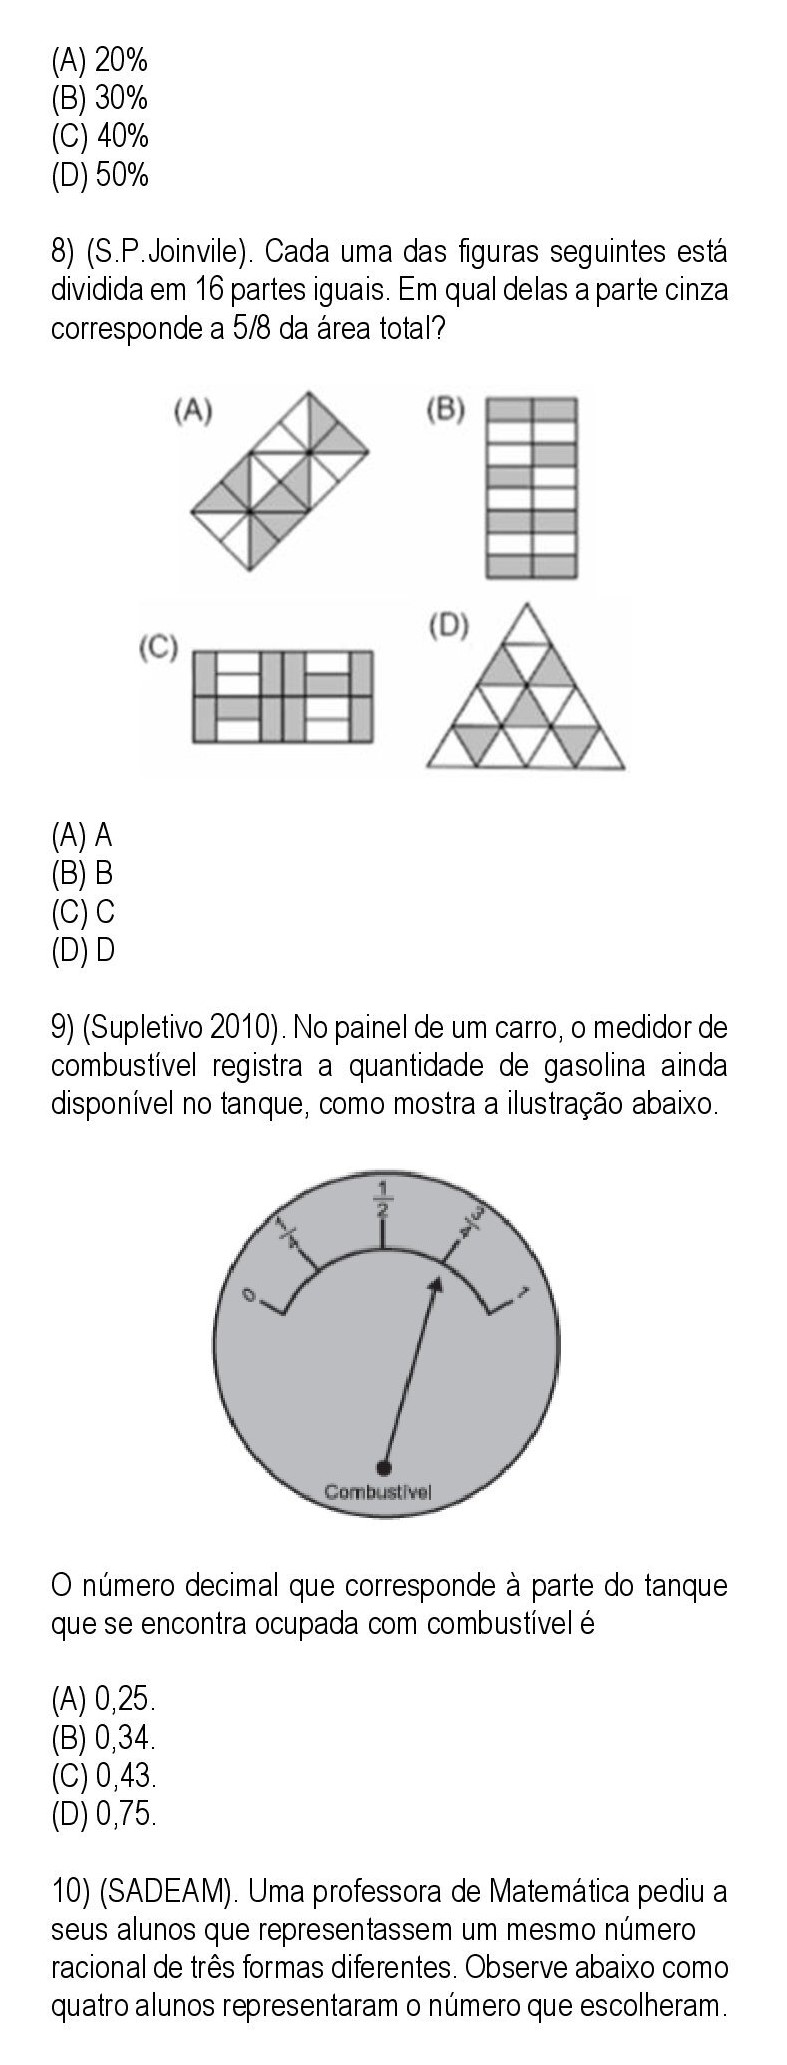 (A) 20%
(B) 30%
(C) 40%
(D) 50%
8) (S.P.Joinvile). Cada uma das figuras seguintes está
dividida em 16 partes iguais. Em qual delas a parte cinza
corresponde a 5/8 da área total?
(A)
(B)
(C)
(D)
(A) A
(B) B
(C) C
(D) D
9) (Supletivo 2010). No painel de um carro, o medidor de
combustível registra a quantidade de gasolina ainda
disponível no tanque, como mostra a ilustração abaixo.
0
1/4
1/2
3/4
1
Combustível
O número decimal que corresponde à parte do tanque
que se encontra ocupada com combustível é
(A) 0,25.
(B) 0,34.
(C) 0,43.
(D) 0,75.
10) (SADEAM). Uma professora de Matemática pediu a
seus alunos que representassem um mesmo número
racional de três formas diferentes. Observe abaixo como
quatro alunos representaram o número que escolheram.